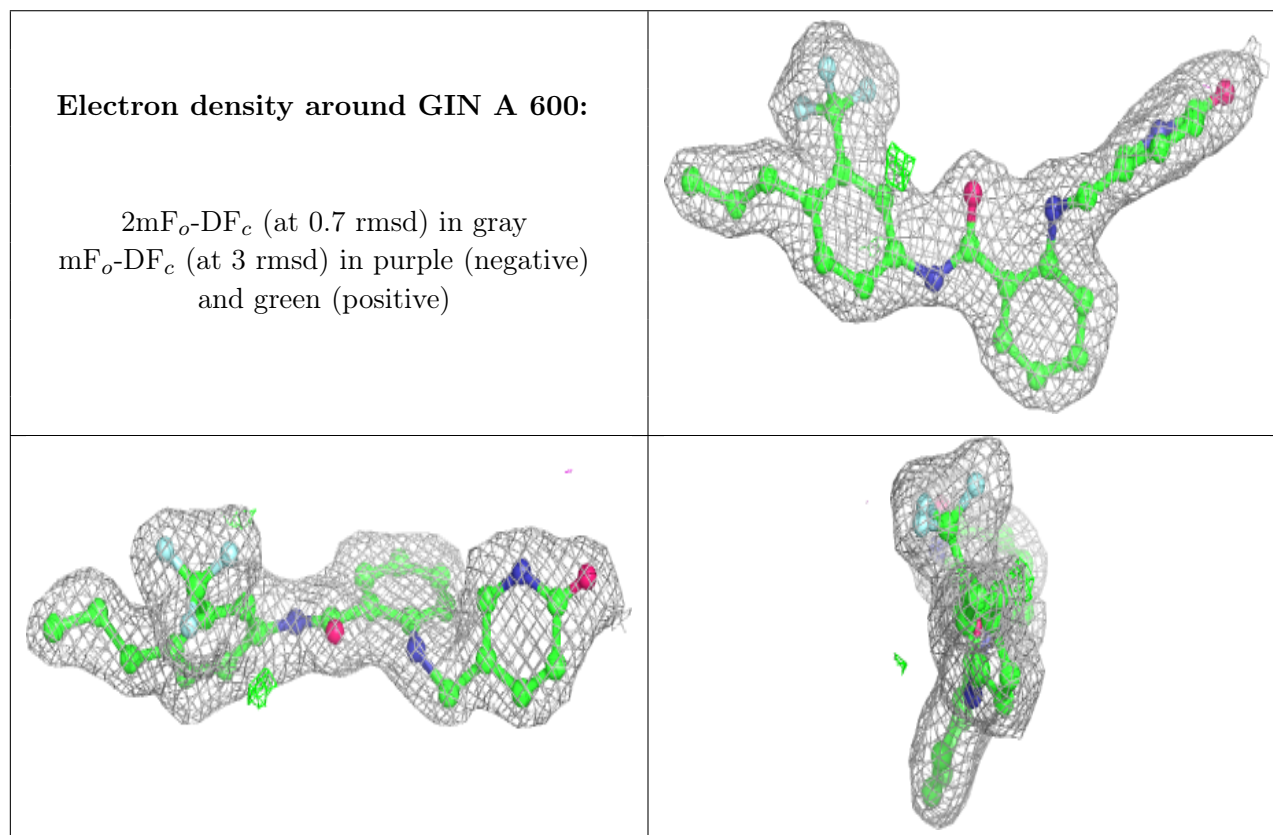 Electron density around GIN A 600:
2mFo-DFc (at 0.7 rmsd) in gray
mFo-DFc (at 3 rmsd) in purple (negative)
and green (positive)